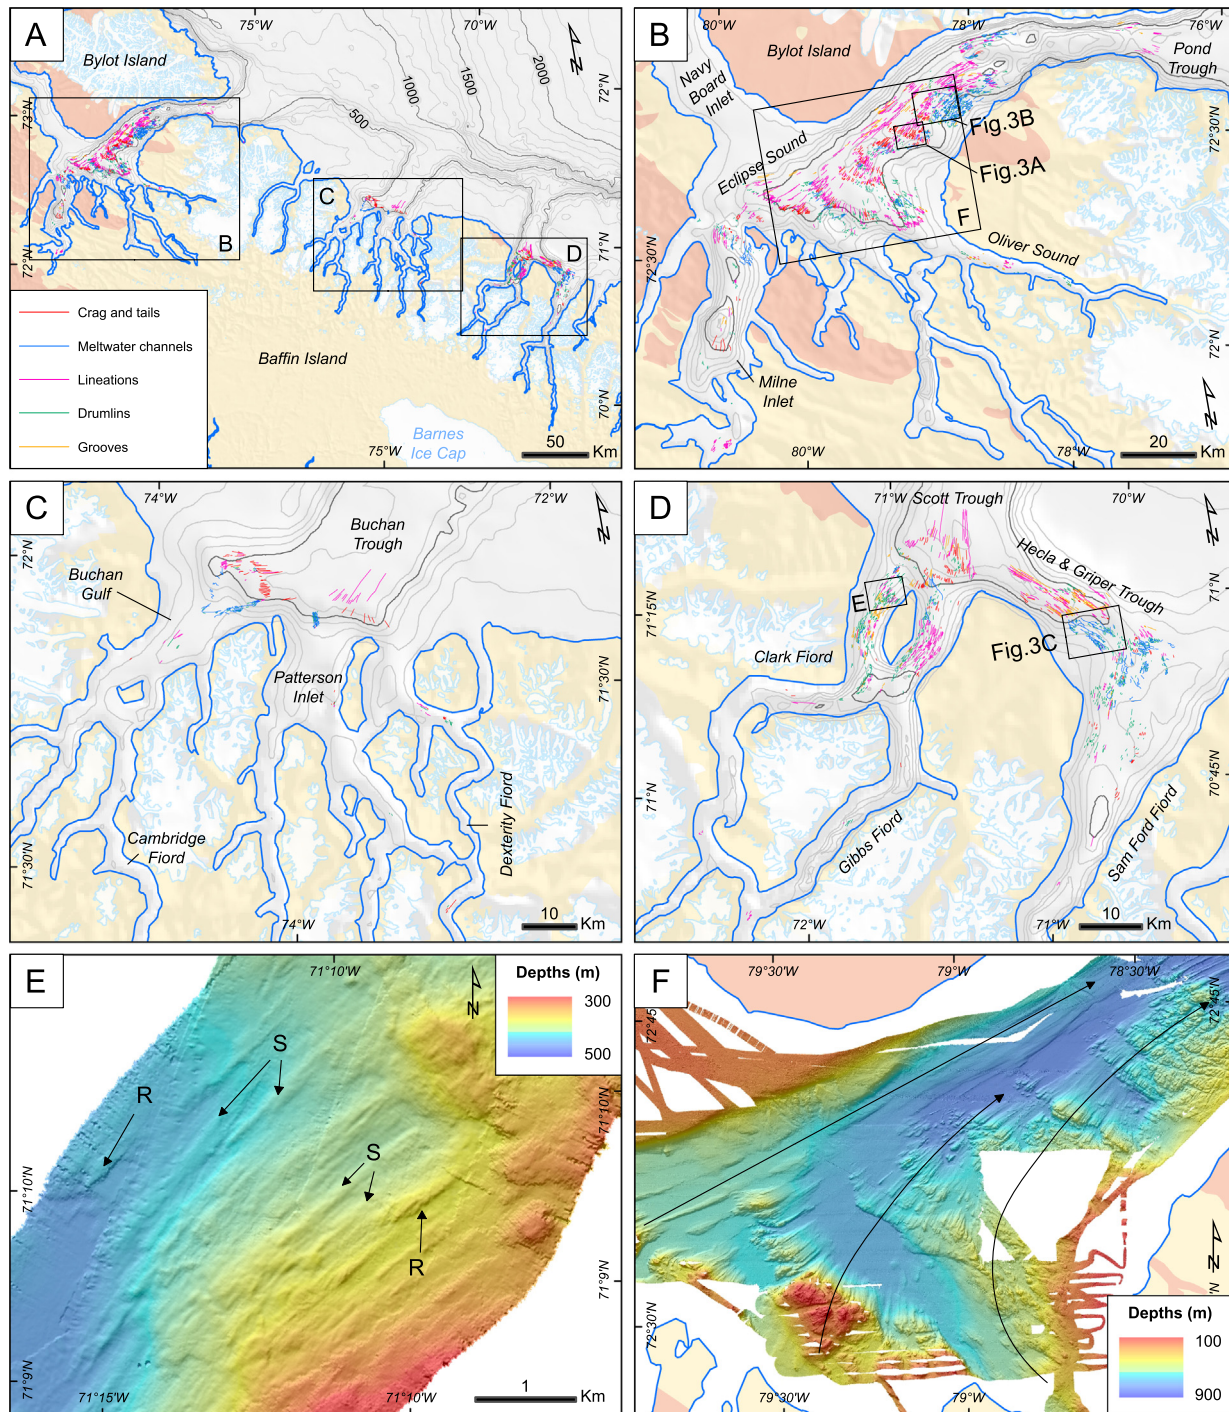 A
75°W
70°W
Bylot Island
1000
1500
2000
500
N
72°N
73°N
C
B
D
72°N
71°N
Crag and tails
Meltwater channels
Lineations
Drumlins
Grooves
Baffin Island
70°N
Barnes
Ice Cap
75°W
50
Km
B
80°W
78°W
76°W
Bylot Island
Navy
Board
Inlet
Pond
Trough
Fig.3B
72°30'N
Eclipse Sound
Fig.3A
F
Oliver Sound
72°30'N
72°N
Milne
Inlet
N
80°W
78°W
20
Km
C
74°W
72°W
N
Buchan
Trough
72°N
Buchan
Gulf
Patterson
Inlet
71°30'N
Cambridge
Fiord
Dexterity Fiord
71°30'N
74°W
10
Km
D
71°W
70°W
Scott Trough
N
Hecla & Griper Trough
71°N
E
71°15'N
Fig.3C
Clark Fiord
70°45'N
71°N
Gibbs Fiord
Sam Ford Fiord
72°W
71°W
10
Km
E
71°10'W
N
Depths (m)
300
500
S
R
71°10'N
S
71°10'N
R
71°9'N
71°9'N
71°15'W
71°10'W
1
Km
F
79°30'W
79°W
78°30'W
72°45'N
72°45'N
N
72°30'N
Depths (m)
100
900
79°30'W
79°W